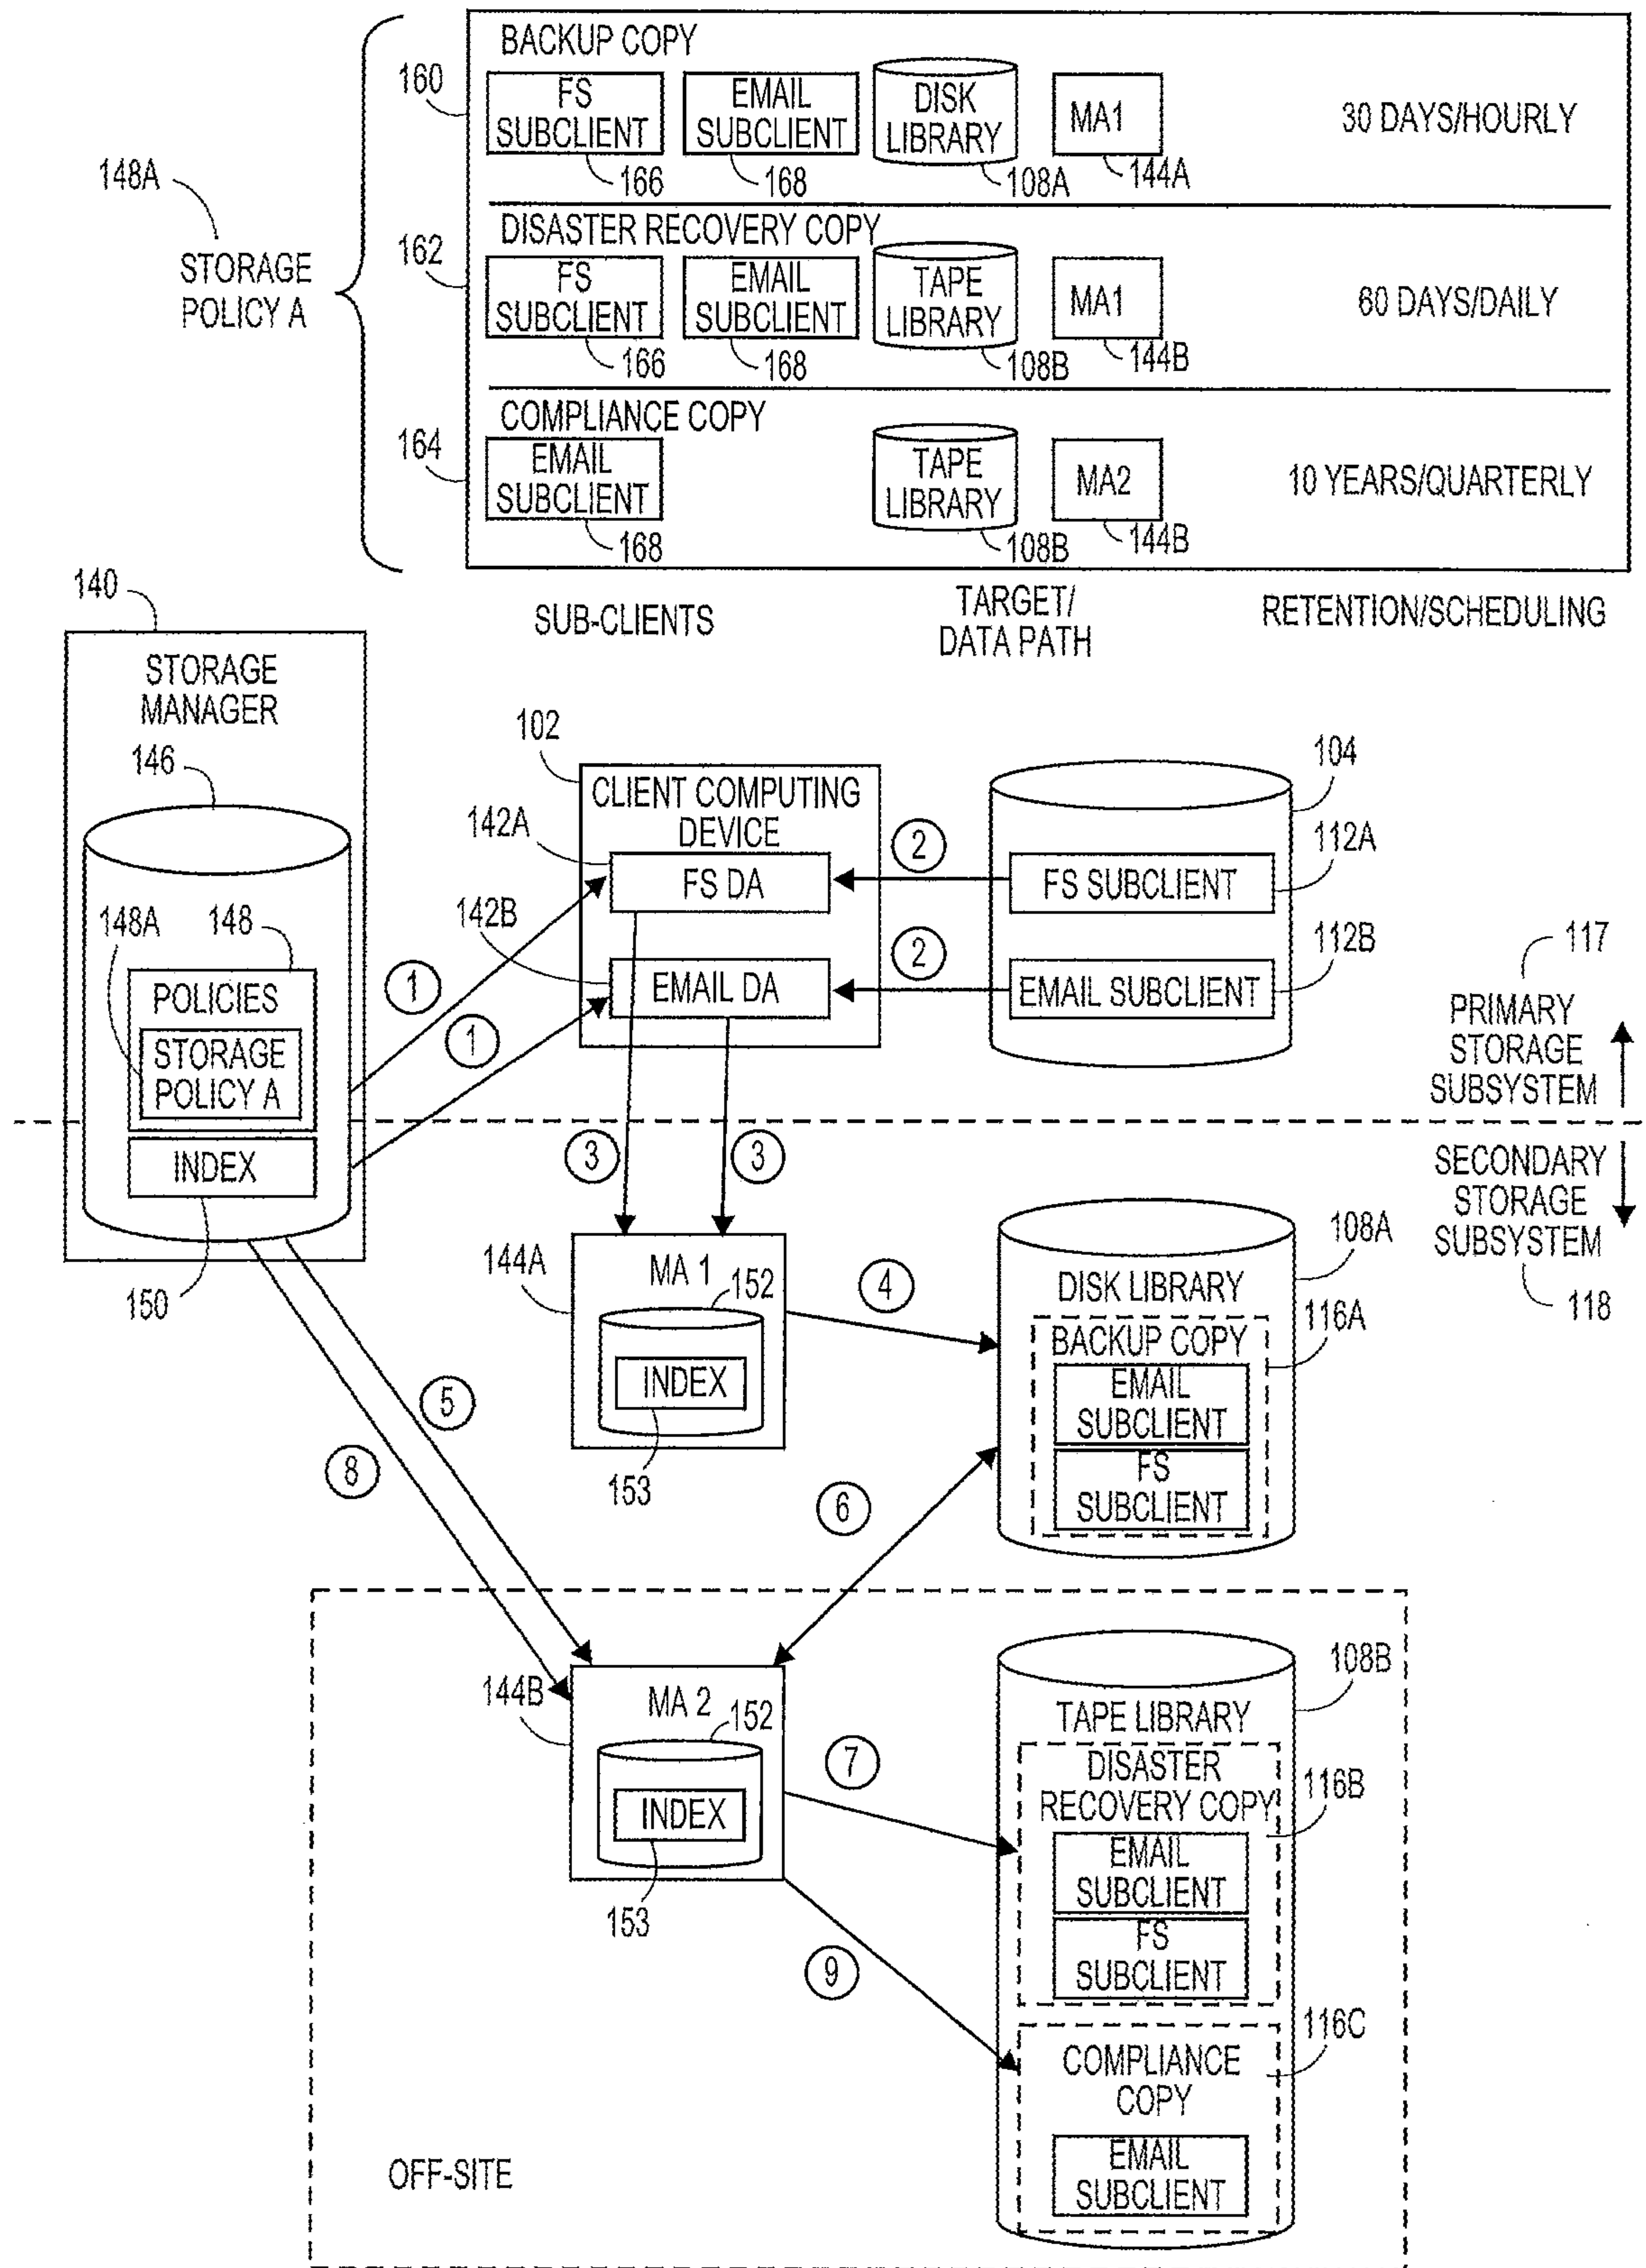 BACKUP COPY
160
FS
SUBCLIENT
166
EMAIL
SUBCLIENT
168
DISK
LIBRARY
108A
MA1
144A
30 DAYS/HOURLY
148A
STORAGE
POLICY A
DISASTER RECOVERY COPY
162
FS
SUBCLIENT
166
EMAIL
SUBCLIENT
168
TAPE
LIBRARY
108B
MA1
144B
60 DAYS/DAILY
COMPLIANCE COPY
164
EMAIL
SUBCLIENT
168
TAPE
LIBRARY
108B
MA2
144B
10 YEARS/QUARTERLY
SUB-CLIENTS
TARGET/
DATA PATH
RETENTION/SCHEDULING
140
STORAGE
MANAGER
146
148A
148
POLICIES
STORAGE
POLICY A
INDEX
150
1
1
102
CLIENT COMPUTING
DEVICE
142A
FS DA
142B
EMAIL DA
2
2
104
FS SUBCLIENT
112A
EMAIL SUBCLIENT
112B
117
PRIMARY
STORAGE
SUBSYSTEM
SECONDARY
STORAGE
SUBSYSTEM
118
3
3
144A
MA 1
152
INDEX
153
4
108A
DISK LIBRARY
116A
BACKUP COPY
EMAIL
SUBCLIENT
FS
SUBCLIENT
5
8
6
144B
MA 2
152
INDEX
153
7
9
108B
TAPE LIBRARY
DISASTER
RECOVERY COPY
116B
EMAIL
SUBCLIENT
FS
SUBCLIENT
116C
COMPLIANCE
COPY
EMAIL
SUBCLIENT
OFF-SITE